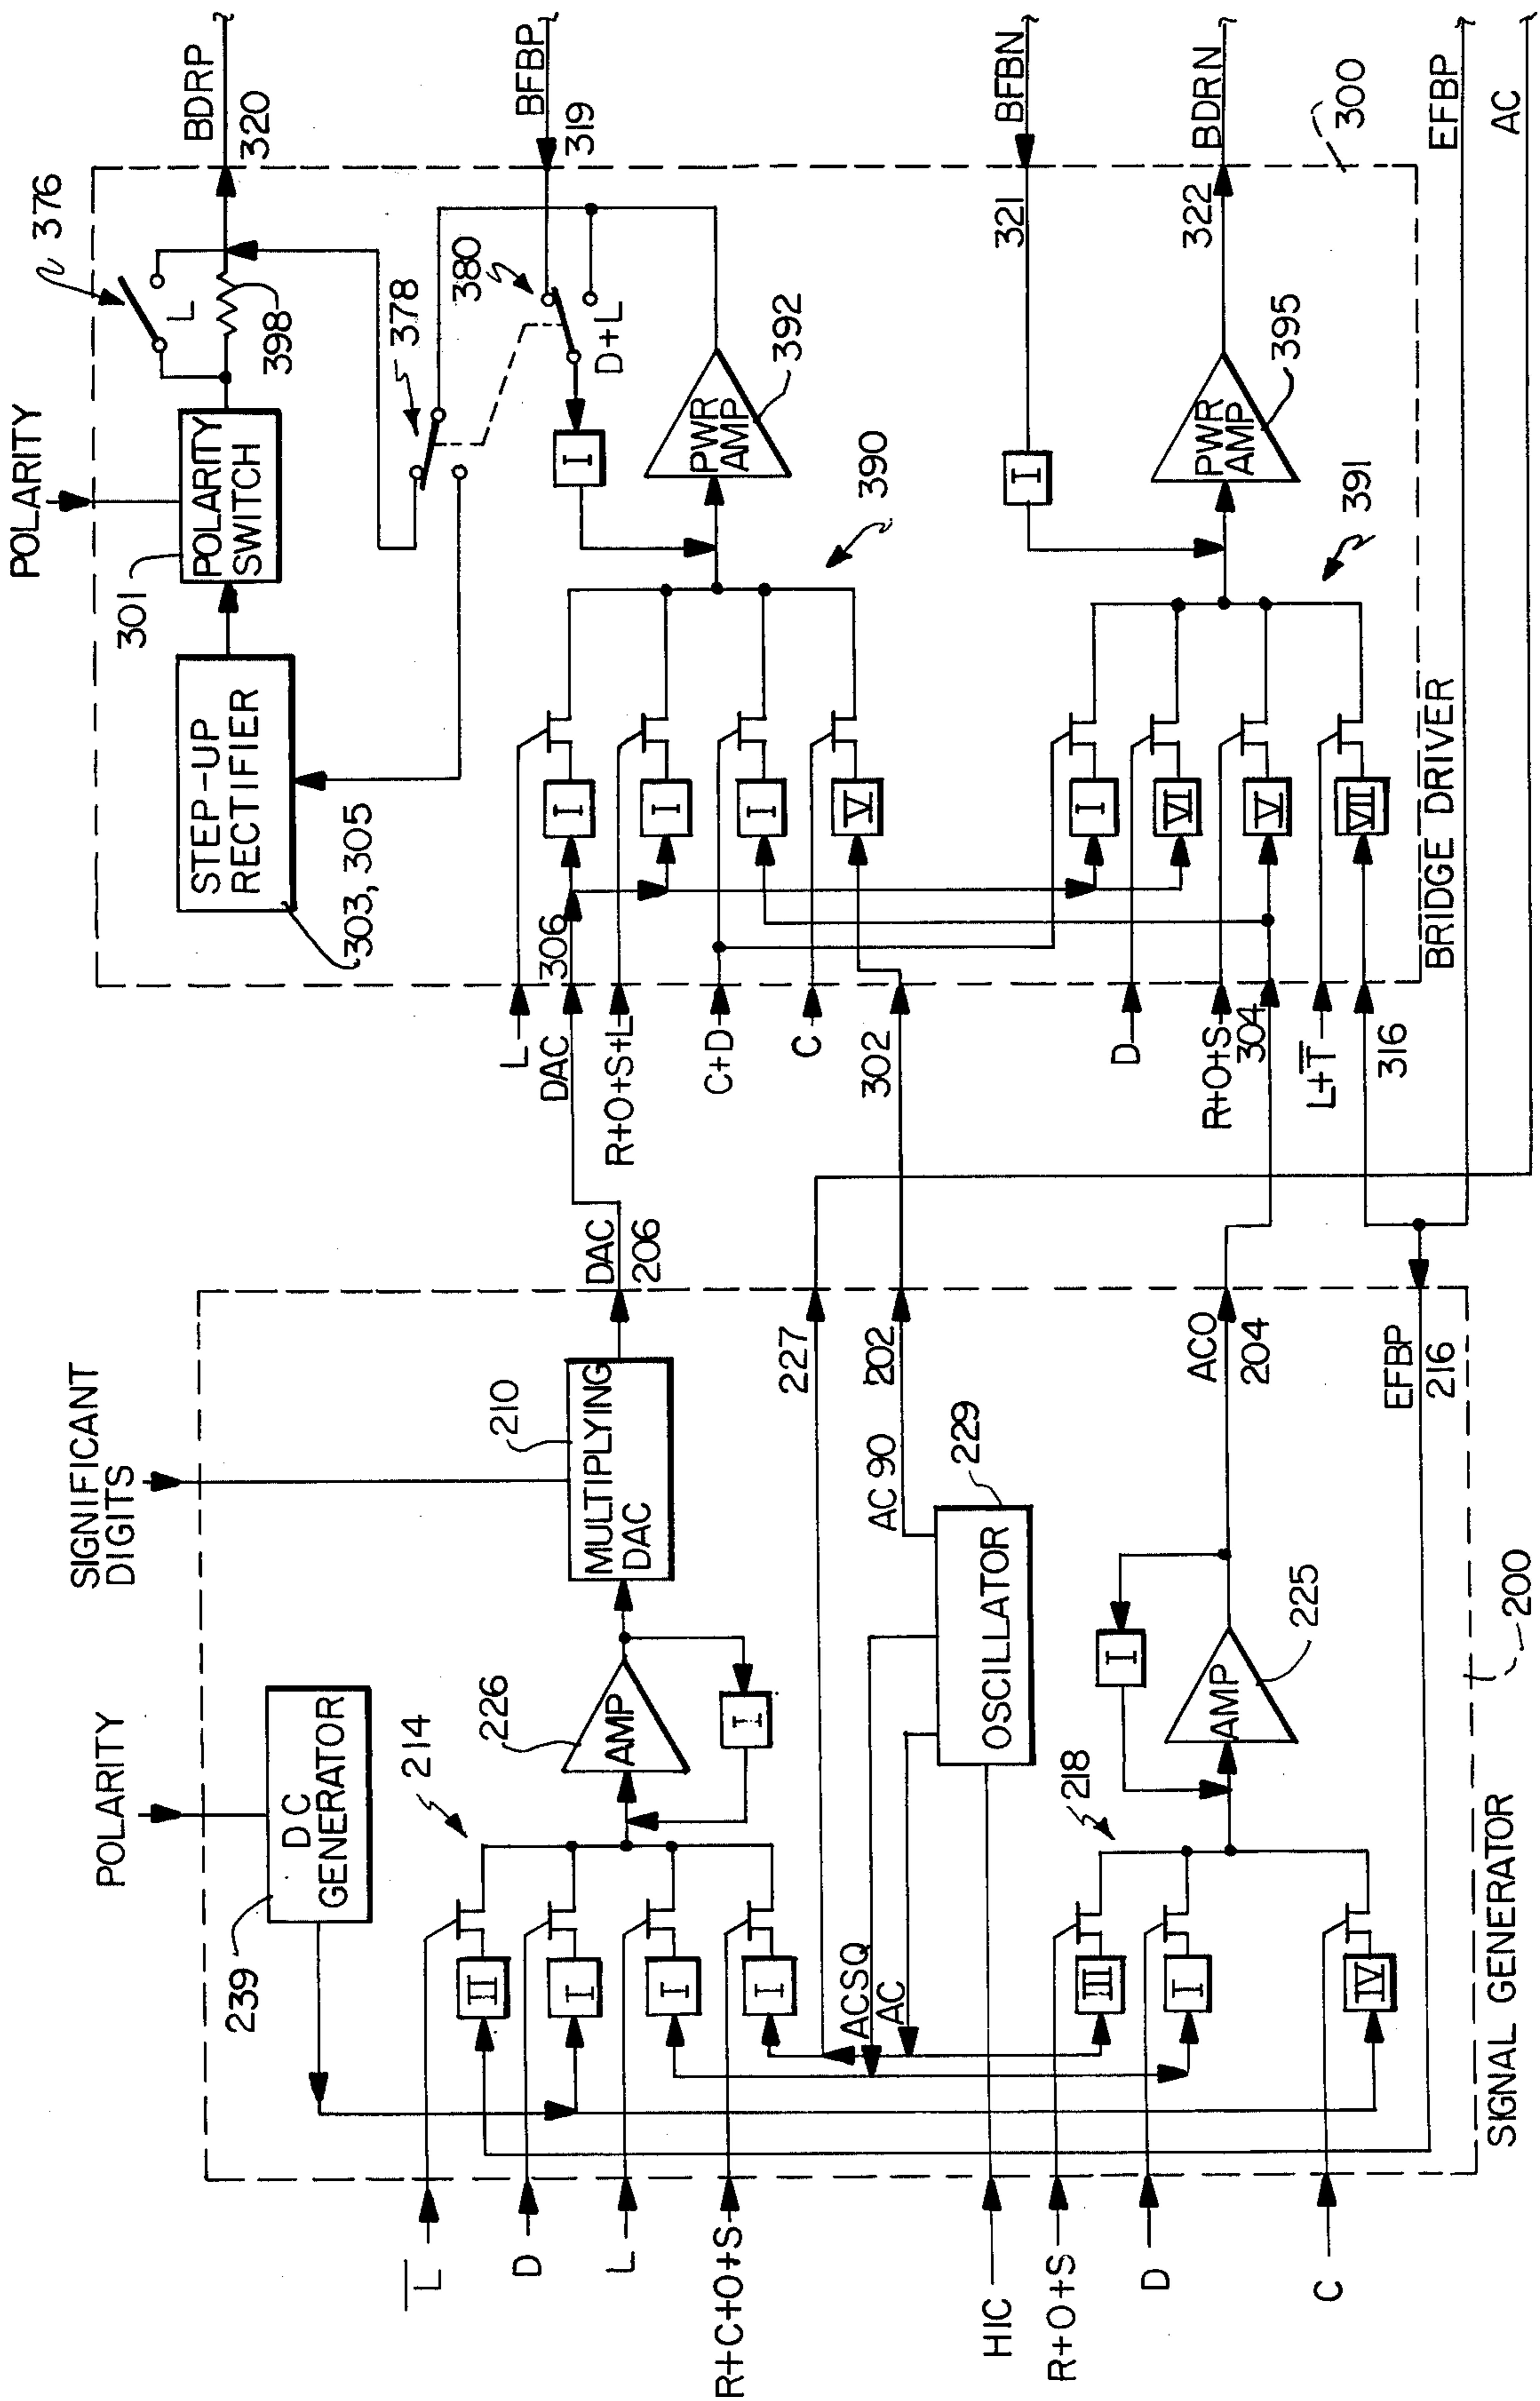 POLARITY
SIGNIFICANT
DIGITS
POLARITY
239
DC
GENERATOR
214
226
AMP
I
210
MULTIPLYING
DAC
DAC
206
L̅
D
L
R+C+O+S
II
I
I
I
227
ACSQ
AC
AC 90
202
OSCILLATOR
229
HIC
R+O+S
D
C
218
III
I
IV
I
AMP
225
ACO
204
EFBP
216
200
SIGNAL GENERATOR
301
POLARITY
SWITCH
STEP-UP
RECTIFIER
303, 305
376
L
398
BDRP
320
378
380
D+L
BFBP
319
I
PWR
AMP
392
390
L
DAC
306
R+O+S+L
C+D
C
302
I
I
I
V
D
R+O+S
304
L+T̅
316
I
VI
V
VII
391
I
PWR
AMP
395
321
BFBN
322
BDRN
300
BRIDGE DRIVER
EFBP
AC